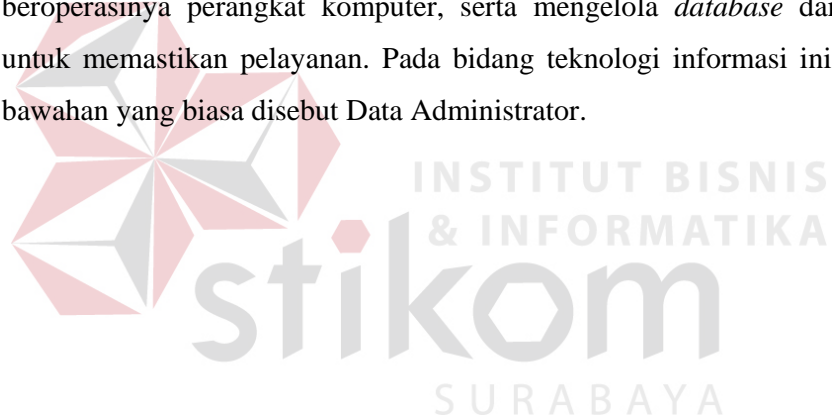 beroperasinya perangkat komputer, serta mengelola database dan
untuk memastikan pelayanan. Pada bidang teknologi informasi ini
bawahan yang biasa disebut Data Administrator.
INSTITUT BISNIS
& INFORMATIKA
stikom
SURABAYA